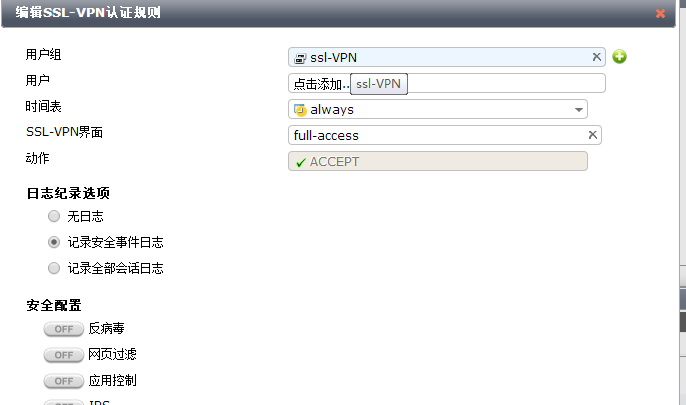 编辑SSL-VPN认证规则
用户组 ssl-VPN
用户 点击添加.. ssl-VPN
时间表 always
SSL-VPN界面 full-access
动作 ACCEPT
日志纪录选项
无日志
记录安全事件日志
记录全部会话日志
安全配置
OFF 反病毒
OFF 网页过滤
OFF 应用控制
OFF IPS